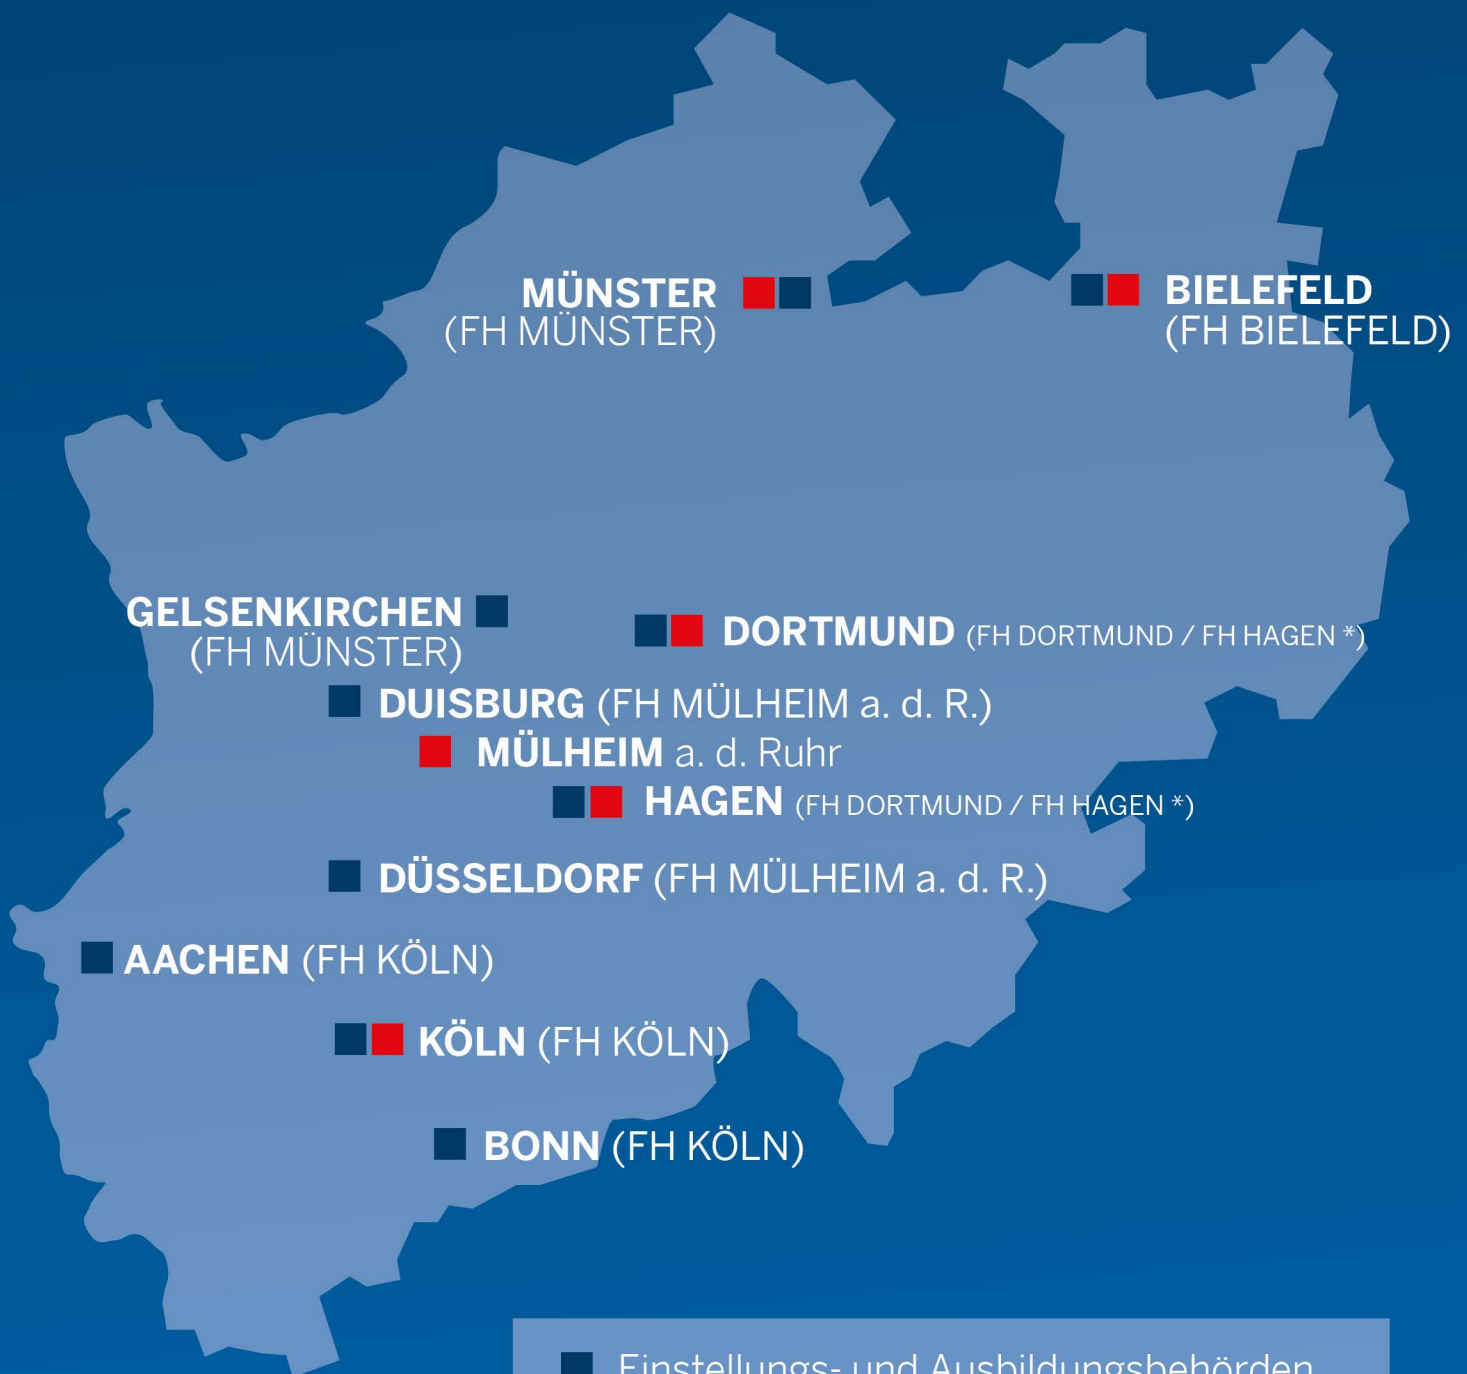 MÜNSTER
(FH MÜNSTER)
BIELEFELD
(FH BIELEFELD)
GELSENKIRCHEN
(FH MÜNSTER)
DORTMUND (FH DORTMUND / FH HAGEN *)
DUISBURG (FH MÜLHEIM a. d. R.)
MÜLHEIM a. d. Ruhr
HAGEN (FH DORTMUND / FH HAGEN *)
DÜSSELDORF (FH MÜLHEIM a. d. R.)
AACHEN (FH KÖLN)
KÖLN (FH KÖLN)
BONN (FH KÖLN)
Einstellungs- und Ausbildungsbehörden